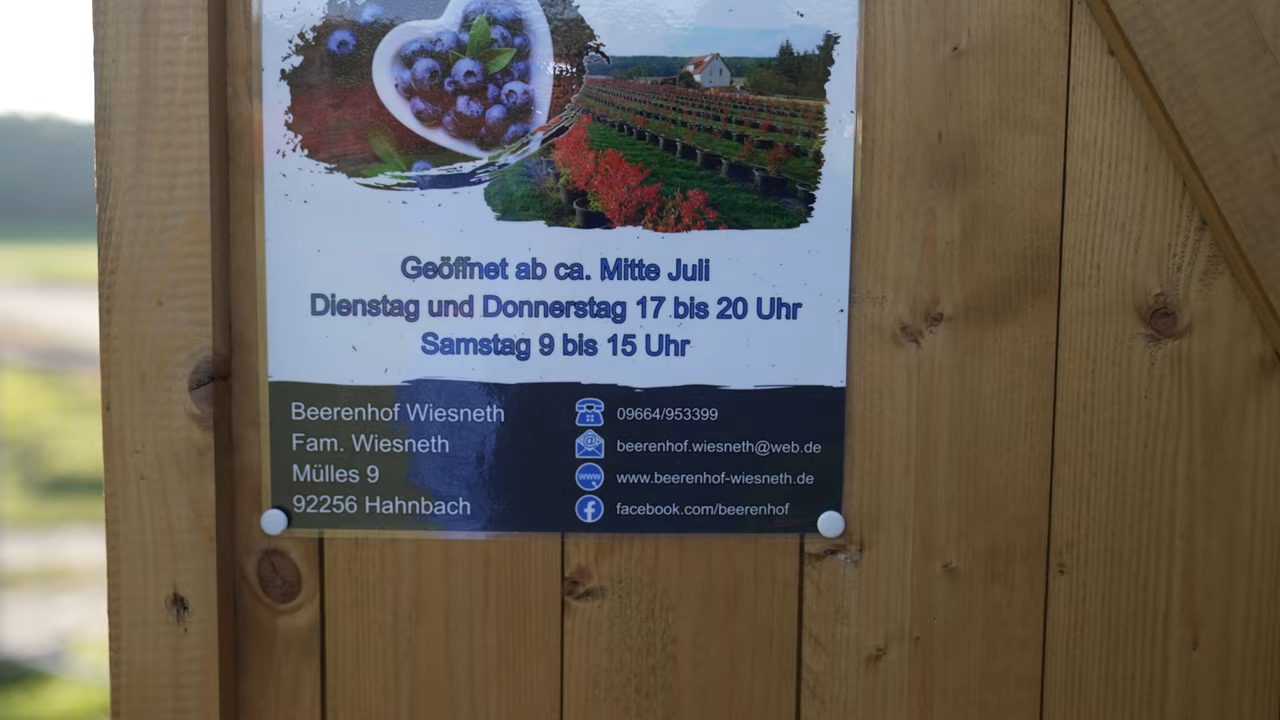 Geöffnet ab ca. Mitte Juli
Dienstag und Donnerstag 17 bis 20 Uhr
Samstag 9 bis 15 Uhr
Beerenhof Wiesneth
Fam. Wiesneth
Mülles 9
92256 Hahnbach
09664/953399
beerenhof.wiesneth@web.de
www
www.beerenhof-wiesneth.de
facebook.com/beerenhof